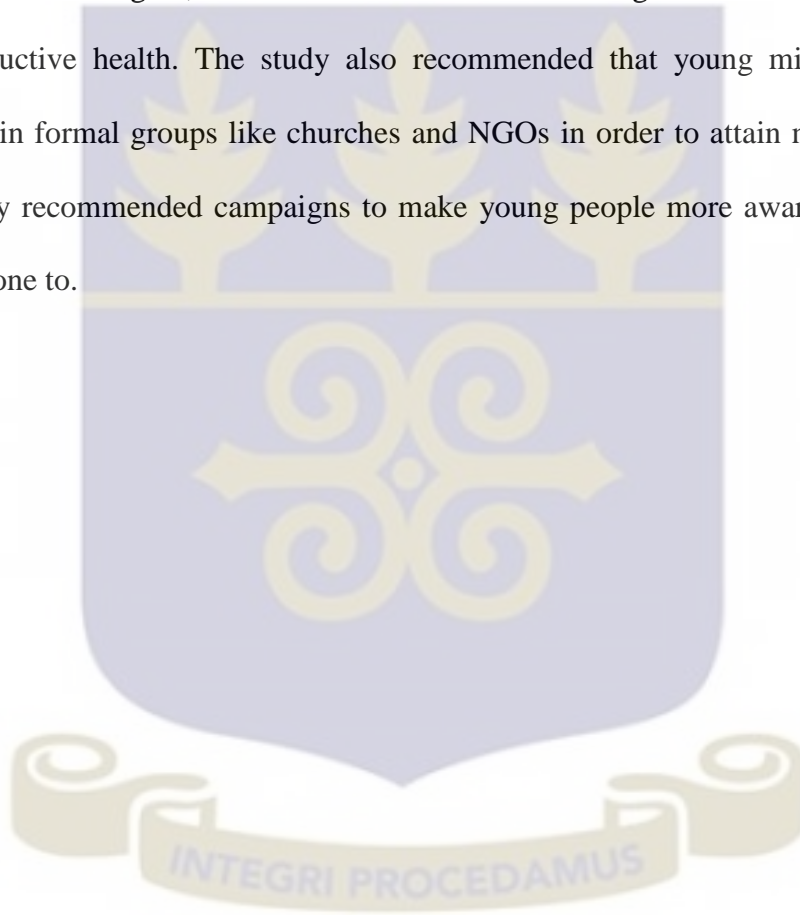 uctive health. The study also recommended that young mi
in formal groups like churches and NGOs in order to attain
y recommended campaigns to make young people more awar
one to.
INTEGRI PROCEDAMUS